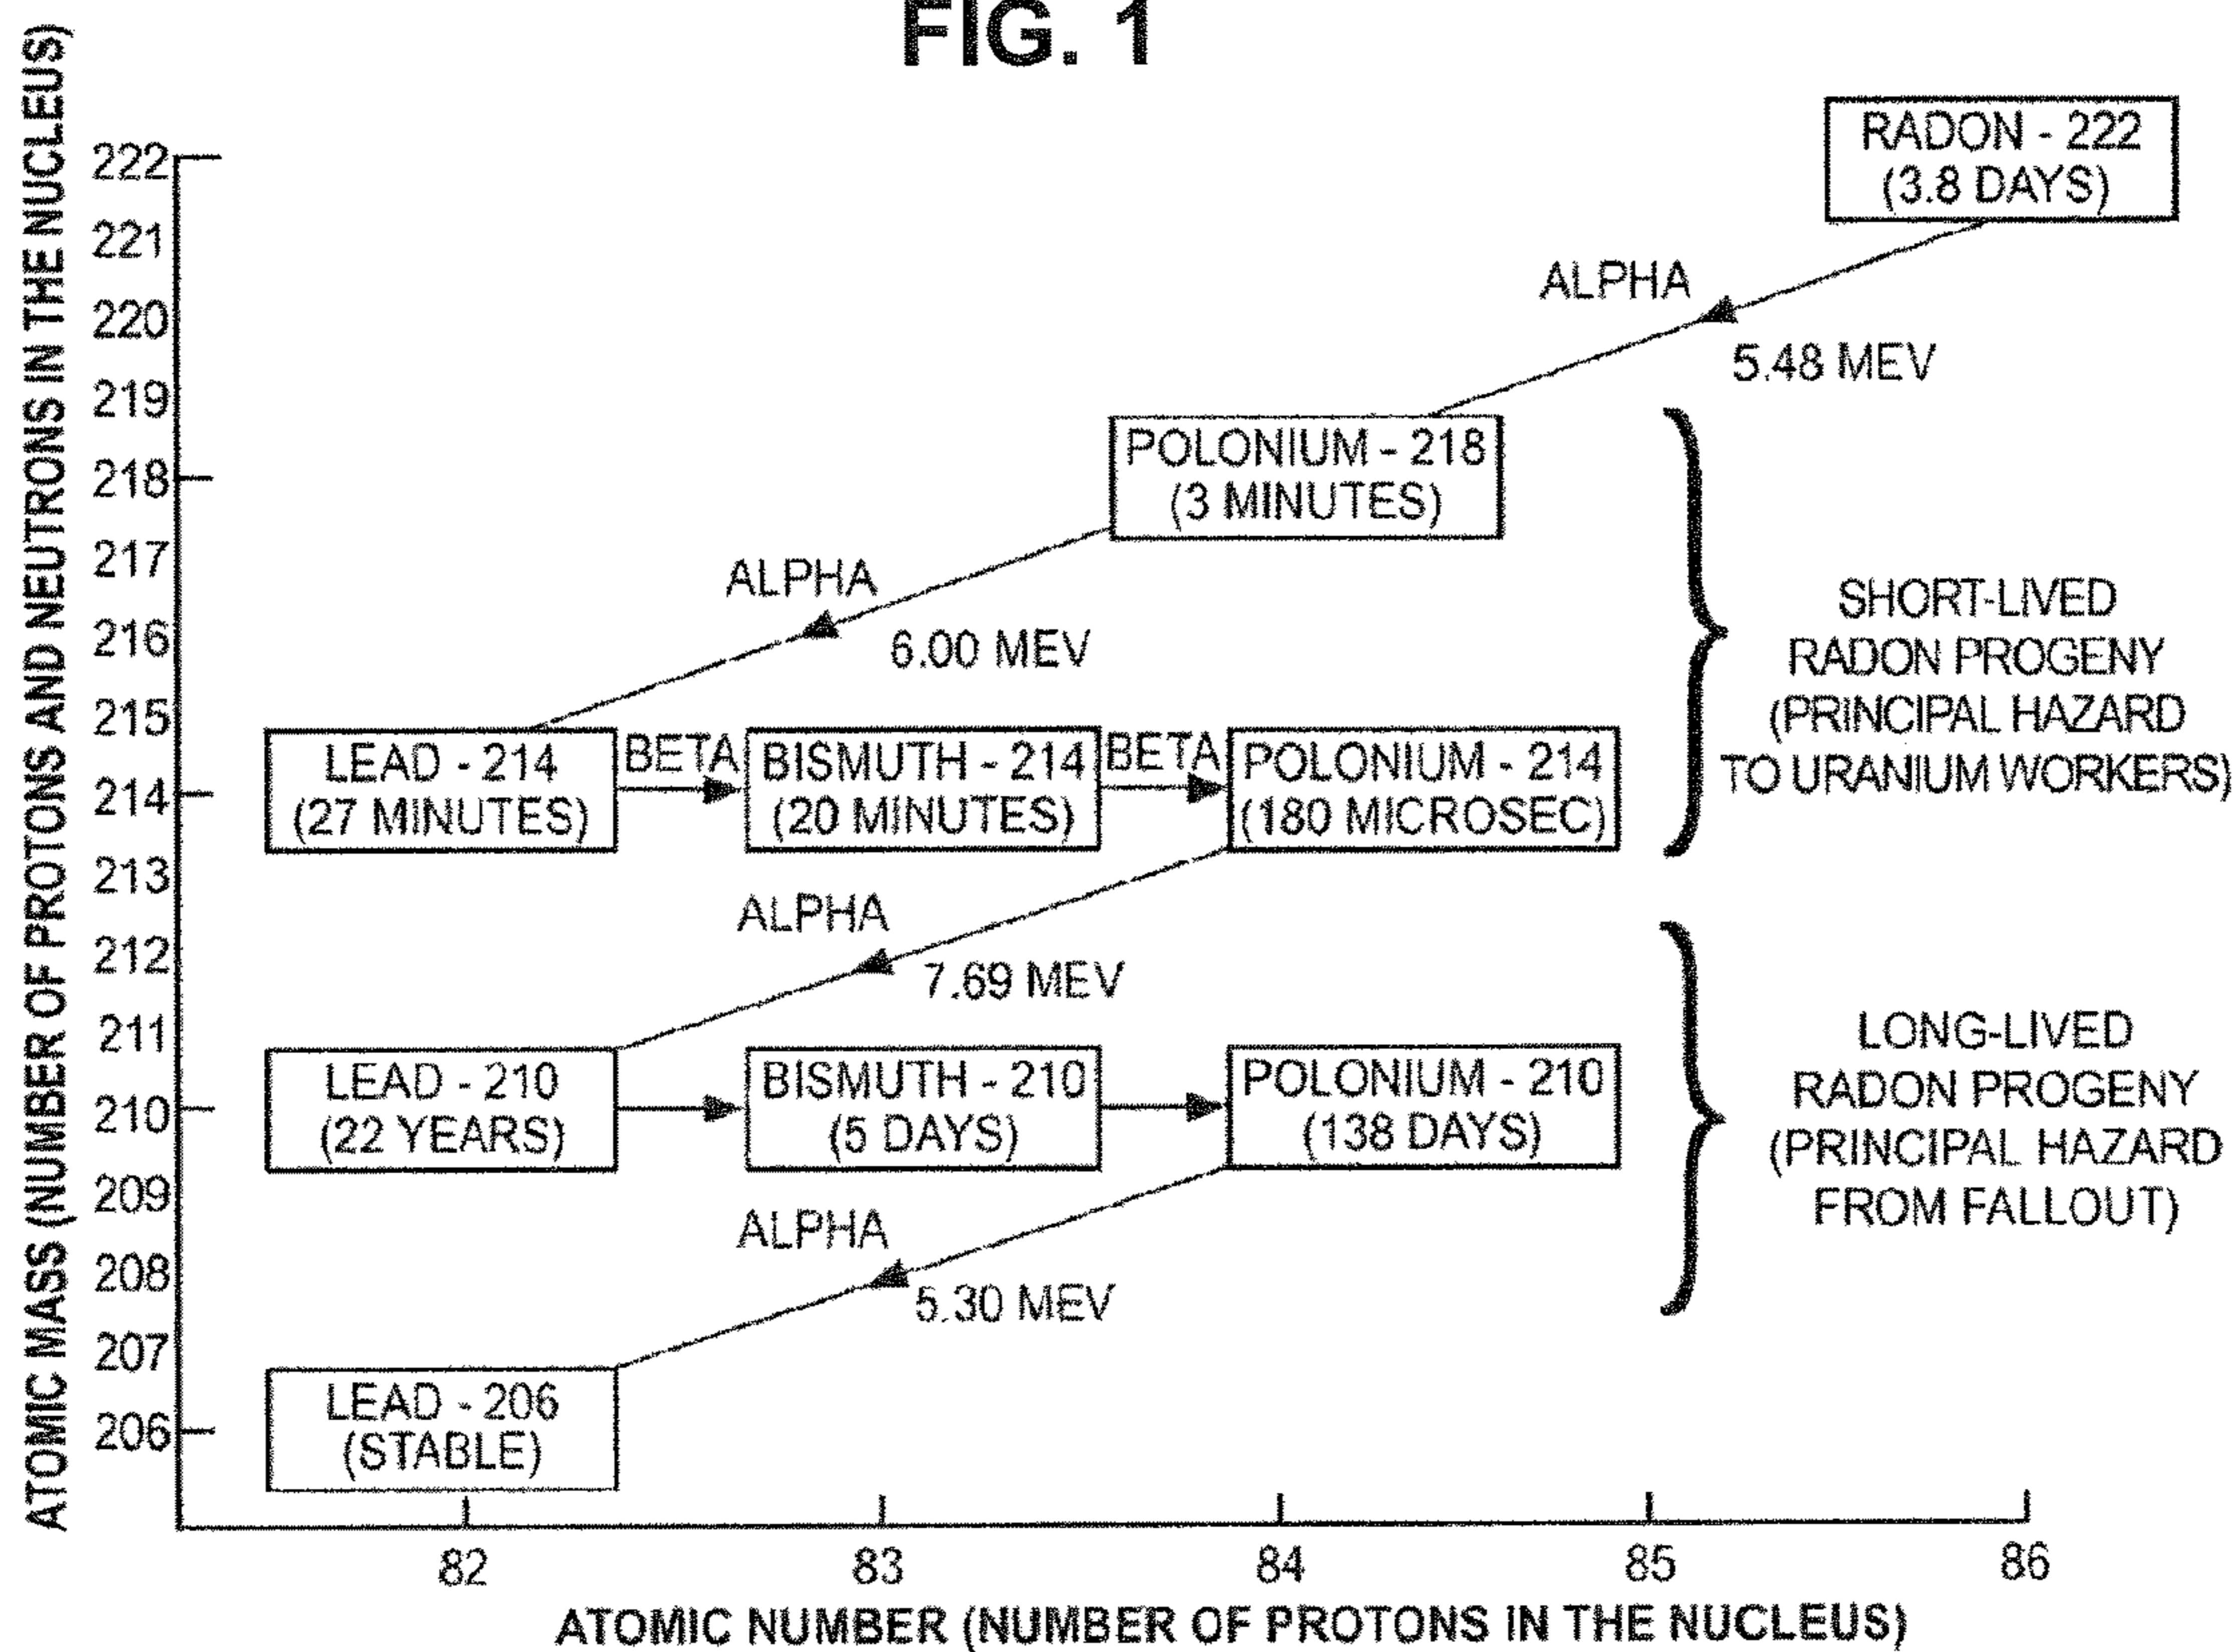 FIG. 1
ATOMIC MASS (NUMBER OF PROTONS AND NEUTRONS IN THE NUCLEUS)
222
221
220
219
218
217
216
215
214
213
212
211
210
209
208
207
206
RADON - 222
(3.8 DAYS)
ALPHA
5.48 MEV
POLONIUM - 218
(3 MINUTES)
ALPHA
6.00 MEV
SHORT-LIVED
RADON PROGENY
(PRINCIPAL HAZARD
TO URANIUM WORKERS)
LEAD - 214
(27 MINUTES)
BETA
BISMUTH - 214
(20 MINUTES)
BETA
POLONIUM - 214
(180 MICROSEC)
ALPHA
7.69 MEV
LEAD - 210
(22 YEARS)
BISMUTH - 210
(5 DAYS)
POLONIUM - 210
(138 DAYS)
LONG-LIVED
RADON PROGENY
(PRINCIPAL HAZARD
FROM FALLOUT)
ALPHA
5.30 MEV
LEAD - 206
(STABLE)
82
83
84
85
86
ATOMIC NUMBER (NUMBER OF PROTONS IN THE NUCLEUS)